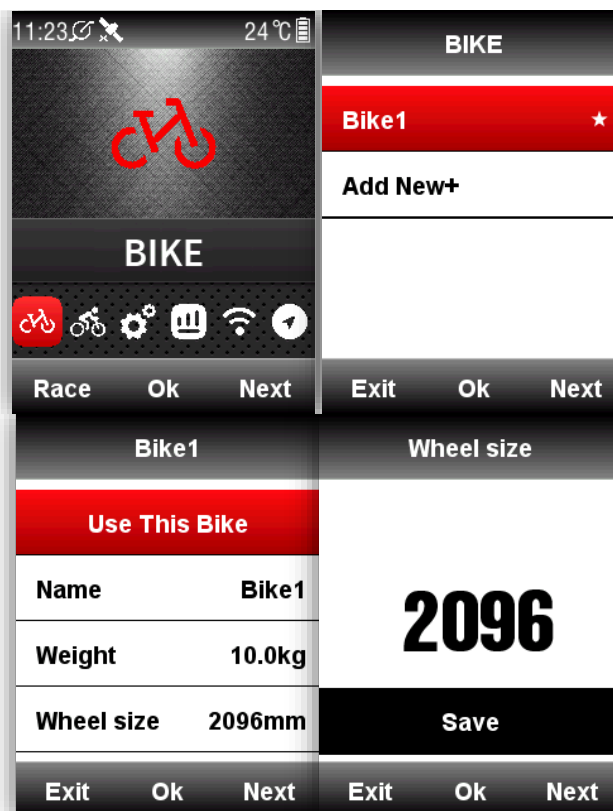 11:23 24℃
BIKE
Race Ok Next
BIKE
Bike1 ★
Add New+
Exit Ok Next
Bike1
Use This Bike
Name Bike1
Weight 10.0kg
Wheel size 2096mm
Exit Ok Next
Wheel size
2096
Save
Exit Ok Next